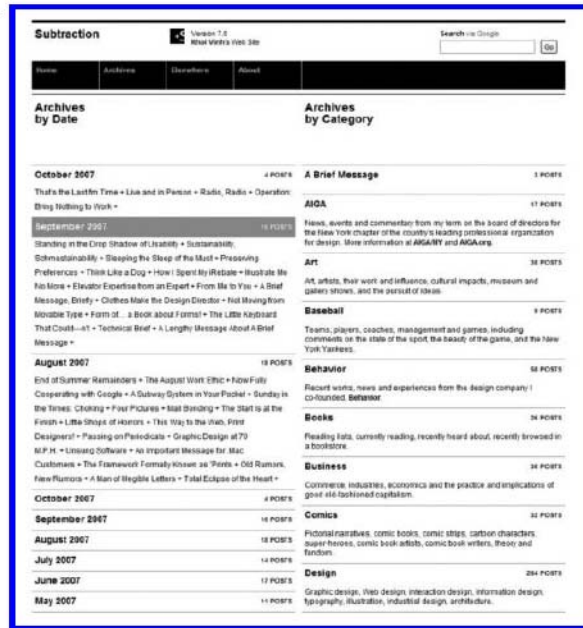 Subtraction
Version 7.0
Khoi Vinh's Web Site
Search via Google
Go
Home
Archives
Elsewhere
About
Archives
by Date
October 2007
4 POSTS
That's the Last fm Time + Live and in Person + Radio, Radio + Operation:
Bring Nothing to Work +
September 2007
16 POSTS
Standing in the Drop Shadow of Usability + Sustainability,
Schmustainability + Sleeping the Sleep of the Must + Preserving
Preferences + Think Like a Dog + How I Spent My iRebate + Illustrate Me
No More + Elevator Expertise from an Expert + From Me to You + A Brief
Message, Briefly + Clothes Make the Design Director + Not Moving from
Movable Type + Form of… a Book about Forms! + The Little Keyboard
That Could—n't + Technical Brief + A Lengthy Message About A Brief
Message +
August 2007
18 POSTS
End of Summer Remainders + The August Work Ethic + Now Fully
Cooperating with Google + A Subway System in Your Pocket + Sunday in
the Times: Choking + Four Pictures + Mail Bonding + The Start is at the
Finish + Little Shops of Horrors + This Way to the Web, Print
Designers! + Passing on Periodicals + Graphic Design at 79
M.P.H. + Unsung Software + An Important Message for .Mac
Customers + The Framework Formally Known as 'Prints + Old Rumors,
New Rumors + A Man of Illegible Letters + Total Eclipse of the Heart +
October 2007
4 POSTS
September 2007
16 POSTS
August 2007
18 POSTS
July 2007
14 POSTS
June 2007
17 POSTS
May 2007
11 POSTS
Archives
by Category
A Brief Message
3 POSTS
AIGA
17 POSTS
News, events and commentary from my term on the board of directors for
the New York chapter of the country's leading professional organization
for design. More information at AIGA/NY and AIGA.org.
Art
38 POSTS
Art, artists, their work and influence, cultural impacts, museum and
gallery shows, and the pursuit of ideas.
Baseball
9 POSTS
Teams, players, coaches, management and games, including
comments on the state of the sport, the beauty of the game, and the New
York Yankees.
Behavior
58 POSTS
Recent works, news and experiences from the design company I
co-founded, Behavior.
Books
36 POSTS
Reading lists, currently reading, recently heard about, recently browsed in
a bookstore.
Business
36 POSTS
Commerce, industries, economics and the practice and implications of
good old-fashioned capitalism.
Comics
32 POSTS
Pictorial narratives, comic books, comic strips, cartoon characters,
super-heroes, comic book artists, comic book writers, theory and
fandom.
Design
284 POSTS
Graphic design, Web design, interaction design, information design,
typography, illustration, industrial design, architecture.